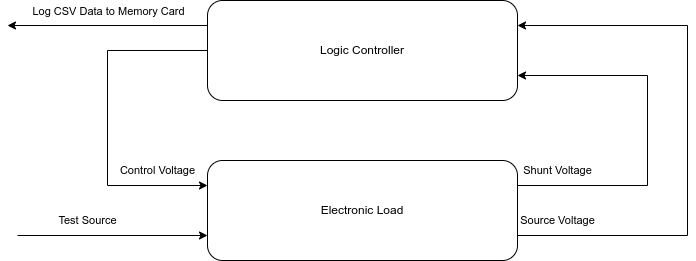 Log CSV Data to Memory Card
Logic Controller
Control Voltage
Shunt Voltage
Electronic Load
Test Source
Source Voltage